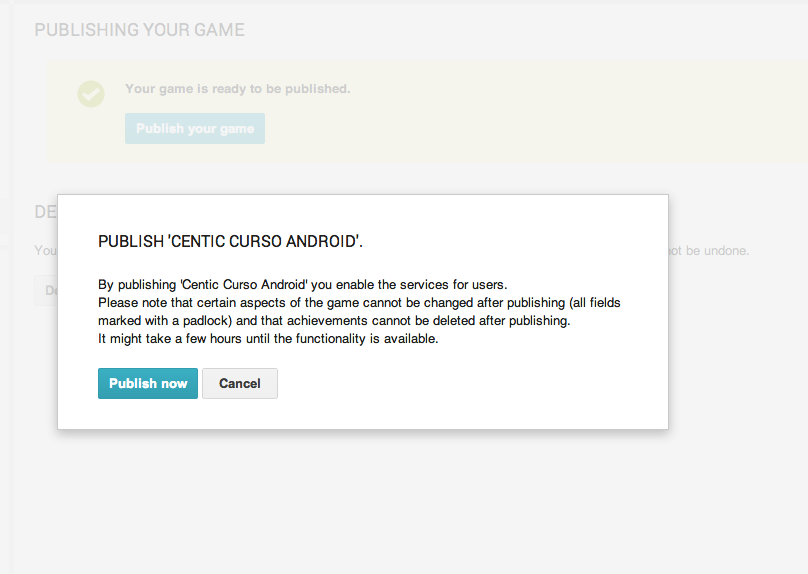 PUBLISHING YOUR GAME
Your game is ready to be published.
Publish your game
PUBLISH 'CENTIC CURSO ANDROID'.
By publishing 'Centic Curso Android' you enable the services for users.
Please note that certain aspects of the game cannot be changed after publishing (all fields
marked with a padlock) and that achievements cannot be deleted after publishing.
It might take a few hours until the functionality is available.
Publish now
Cancel
DE
You
be undone.